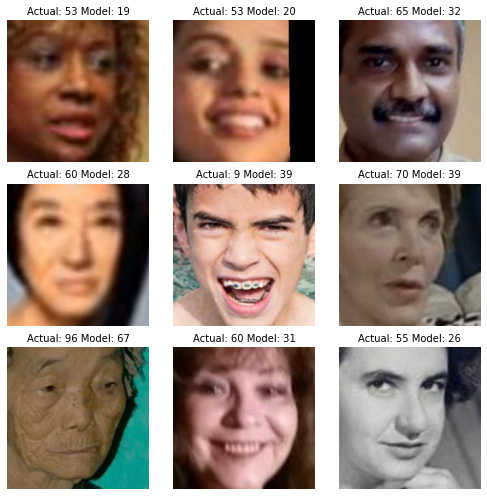 Actual: 53 Model: 19
Actual: 53 Model: 20
Actual: 65 Model: 32
Actual: 60 Model: 28
Actual: 9 Model: 39
Actual: 70 Model: 39
Actual: 96 Model: 67
Actual: 60 Model: 31
Actual: 55 Model: 26